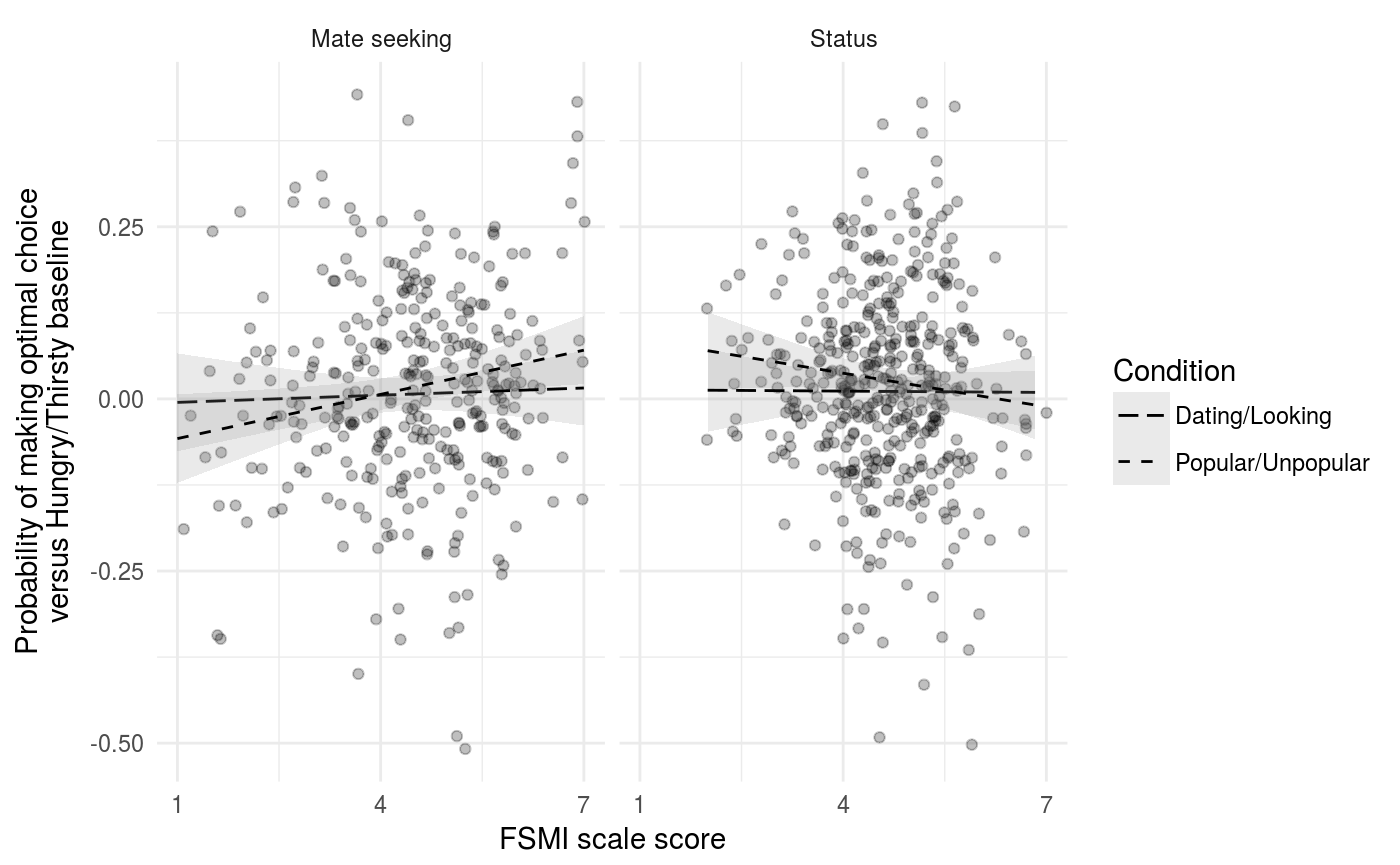 Mate seeking
Status
Probability of making optimal choice
versus Hungry/Thirsty baseline
0.25
0.00
-0.25
-0.50
1
4
7
1
4
7
FSMI scale score
Condition
Dating/Looking
Popular/Unpopular